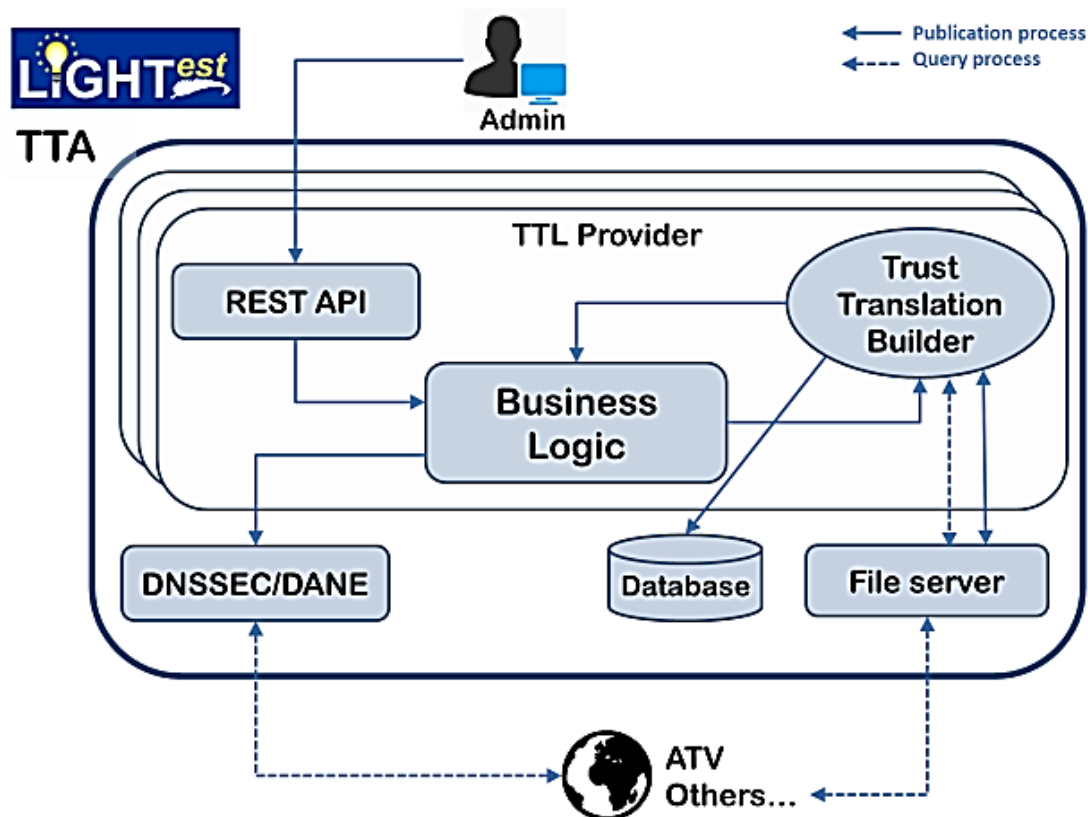 LIGHTest
TTA
Admin
Publication process
Query process
TTL Provider
REST API
Trust
Translation
Builder
Business
Logic
DNSSEC/DANE
Database
File server
ATV
Others...